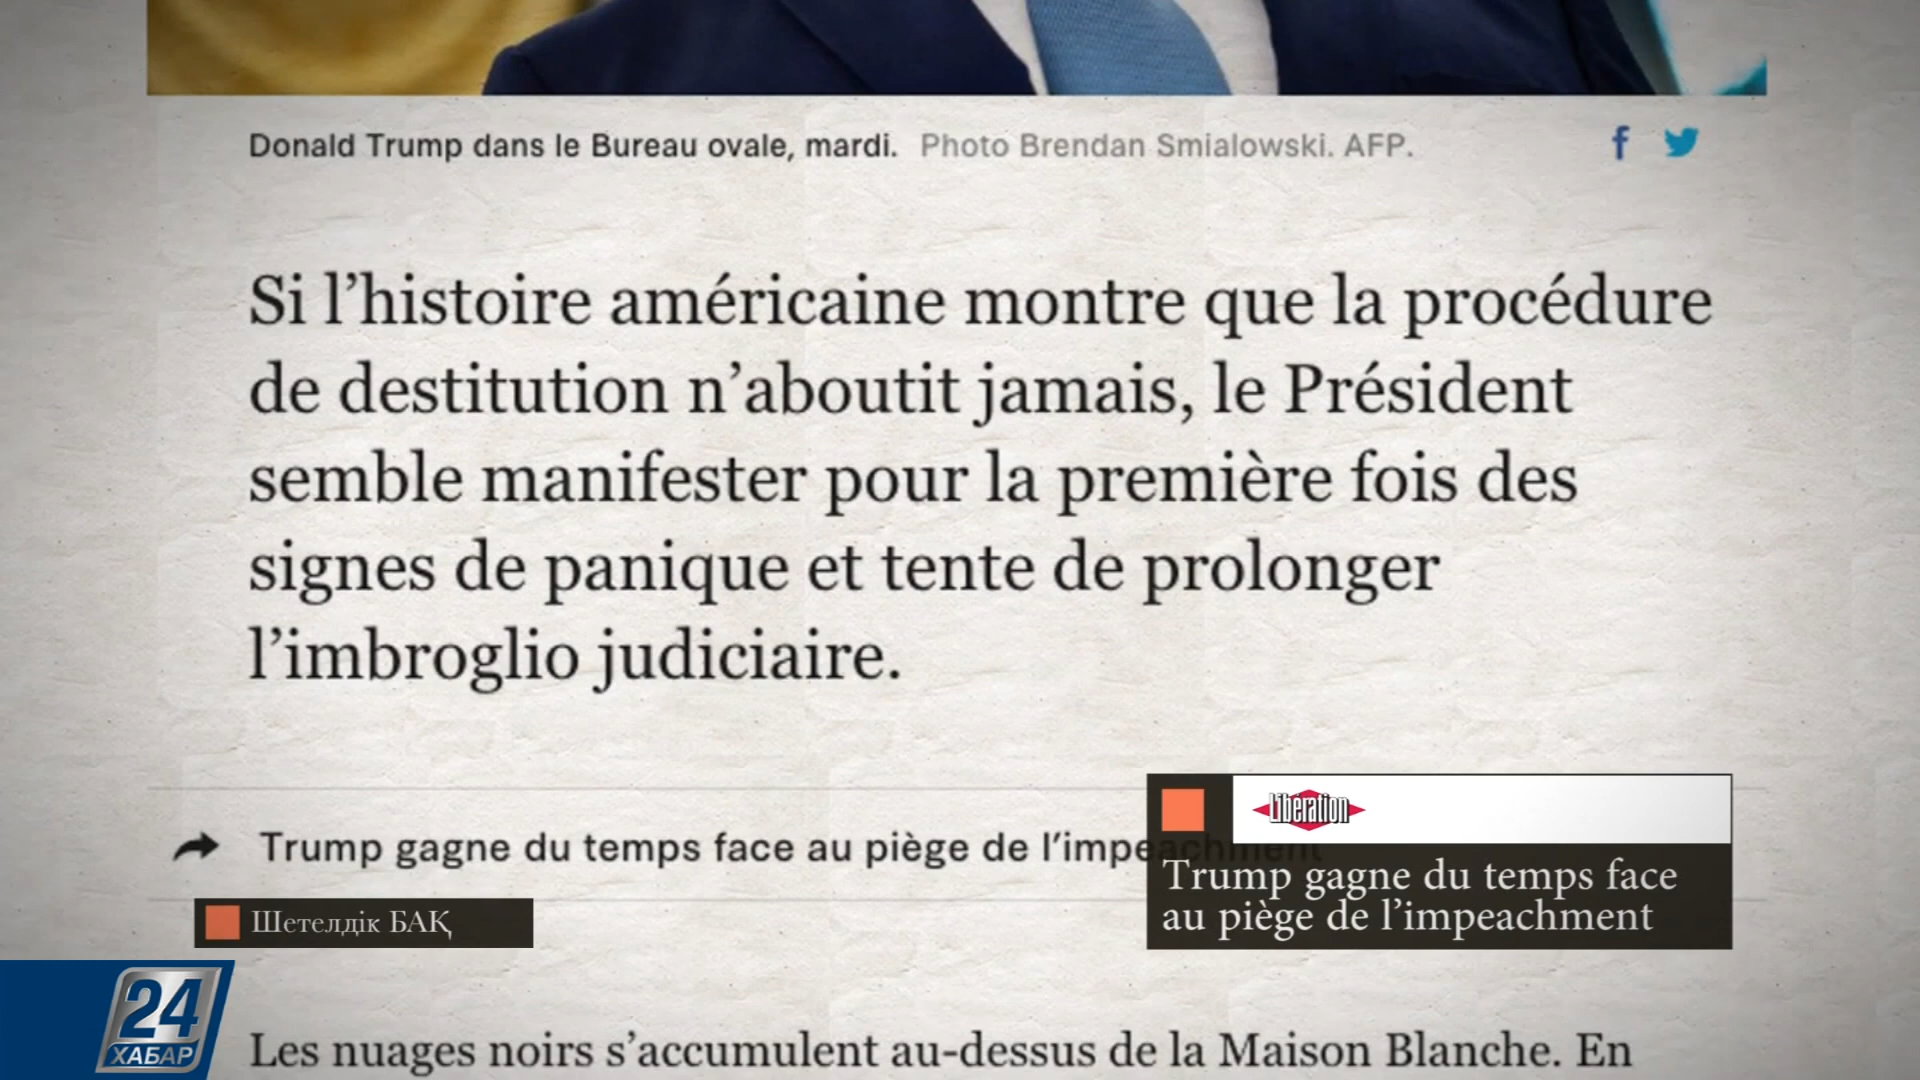 Donald Trump dans le Bureau ovale, mardi. Photo Brendan Smialowski. AFP.
Si l’histoire américaine montre que la procédure
de destitution n’aboutit jamais, le Président
semble manifester pour la première fois des
signes de panique et tente de prolonger
l’imbroglio judiciaire.
Trump gagne du temps face au piège de l’impeachment
Libération
Trump gagne du temps face
au piège de l’impeachment
Шетелдік БАҚ
24
ХАБАР
Les nuages noirs s’accumulent au-dessus de la Maison Blanche. En